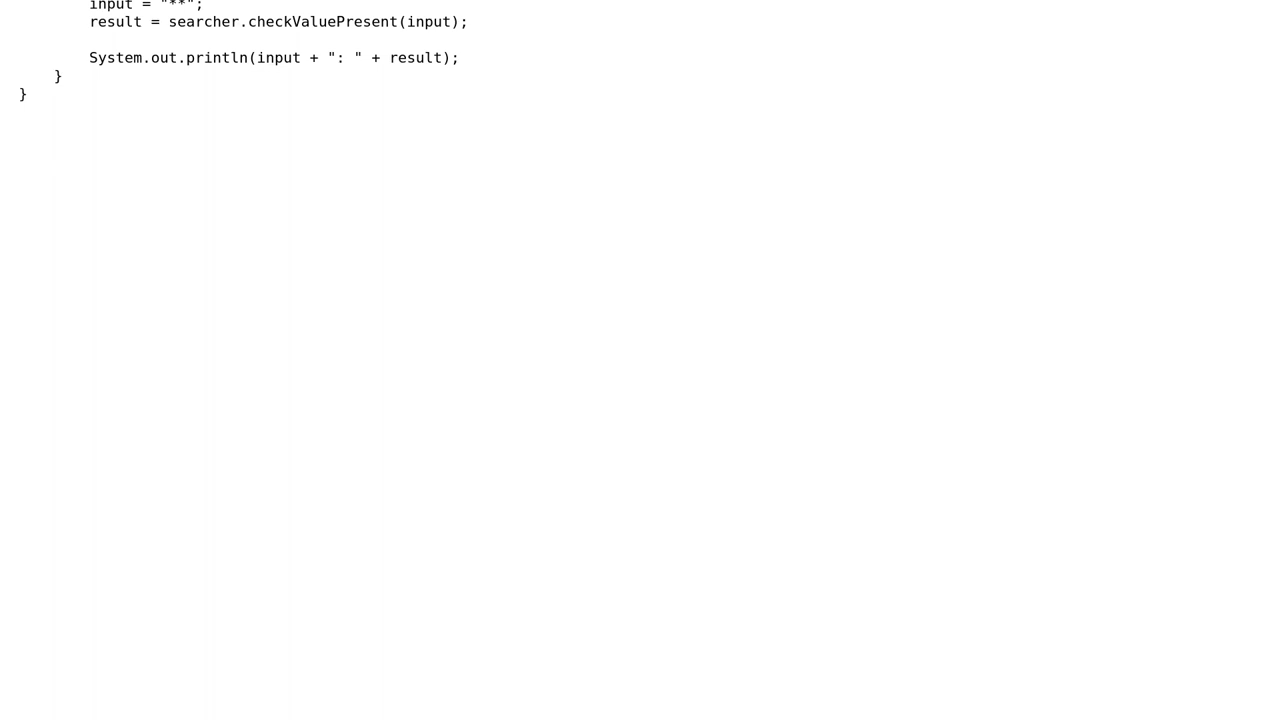 input = "**";
result = searcher.checkValuePresent(input);
System.out.println(input + ": " + result);
}
}